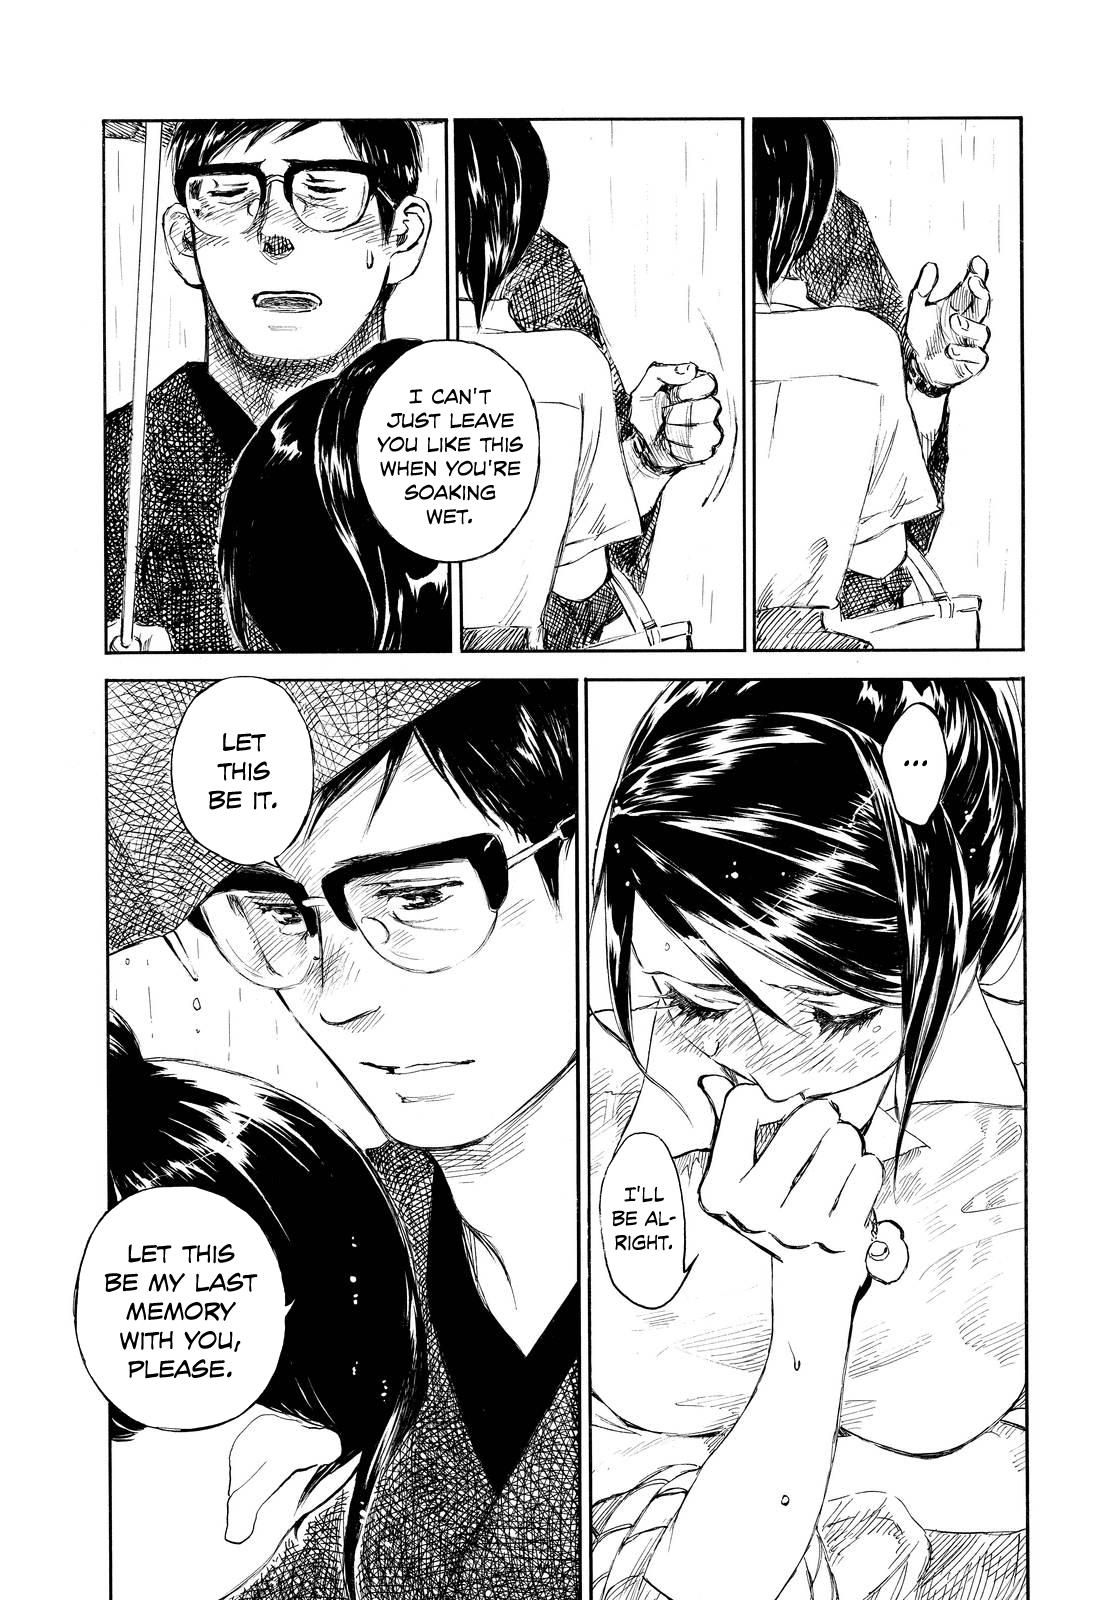 I CAN'T
JUST LEAVE
YOU LIKE THIS
WHEN YOU'RE
SOAKING
WET.
...
I'LL
BE AL-
RIGHT.
LET
THIS
BE IT.
LET THIS
BE MY LAST
MEMORY
WITH YOU,
PLEASE.